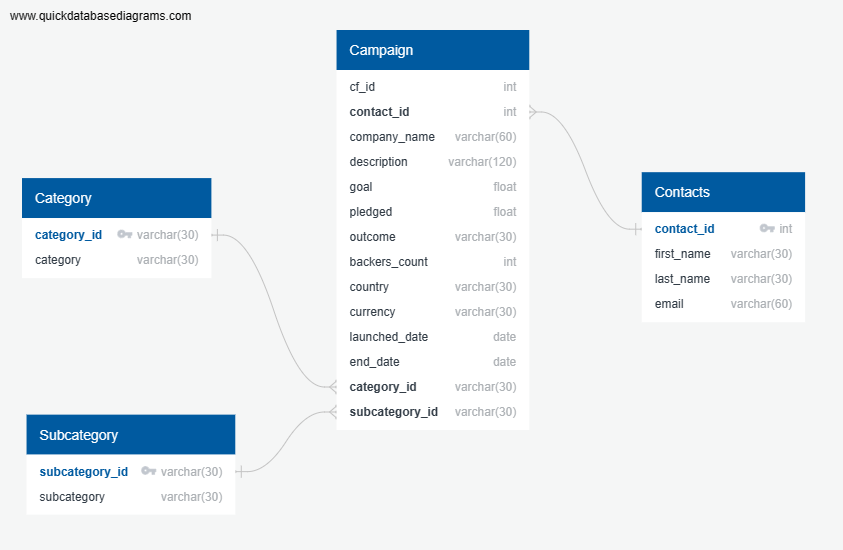 www.quickdatabasediagrams.com
Campaign
cf_id int
contact_id int
company_name varchar(60)
description varchar(120)
goal float
pledged float
outcome varchar(30)
backers_count int
country varchar(30)
currency varchar(30)
launched_date date
end_date date
category_id varchar(30)
subcategory_id varchar(30)
Category
category_id varchar(30)
category varchar(30)
Subcategory
subcategory_id varchar(30)
subcategory varchar(30)
Contacts
contact_id int
first_name varchar(30)
last_name varchar(30)
email varchar(60)